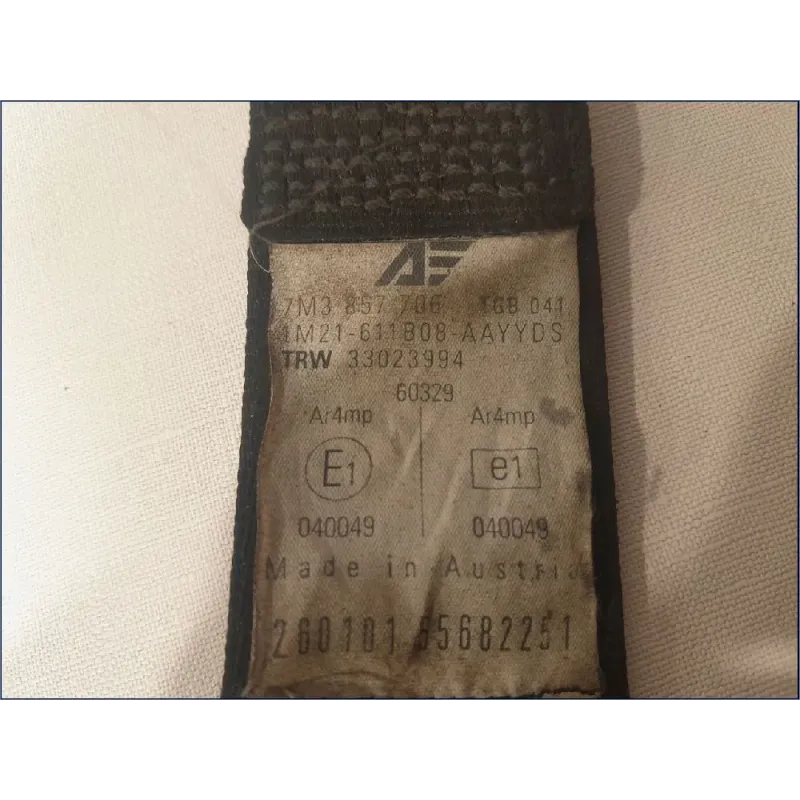 AE
7M3 857 706 TGB 041
1M21-611B08-AAYYDS
TRW 33023994
60329
Ar4mp Ar4mp
E1 e1
040049 040049
Made in Austria
260101 55682251